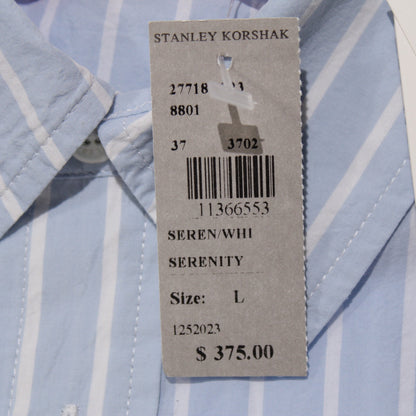 STANLEY KORSHAK
27718
8801
37 3702
11366553
SEREN/WHI
SERENITY
Size: L
1252023
$ 375.00